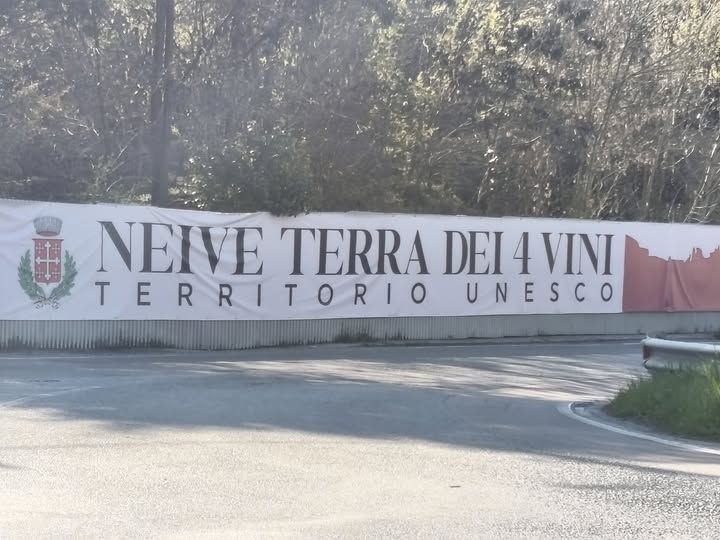 NEIVE TERRA DEI 4 VINI
TERRITORIO UNESCO